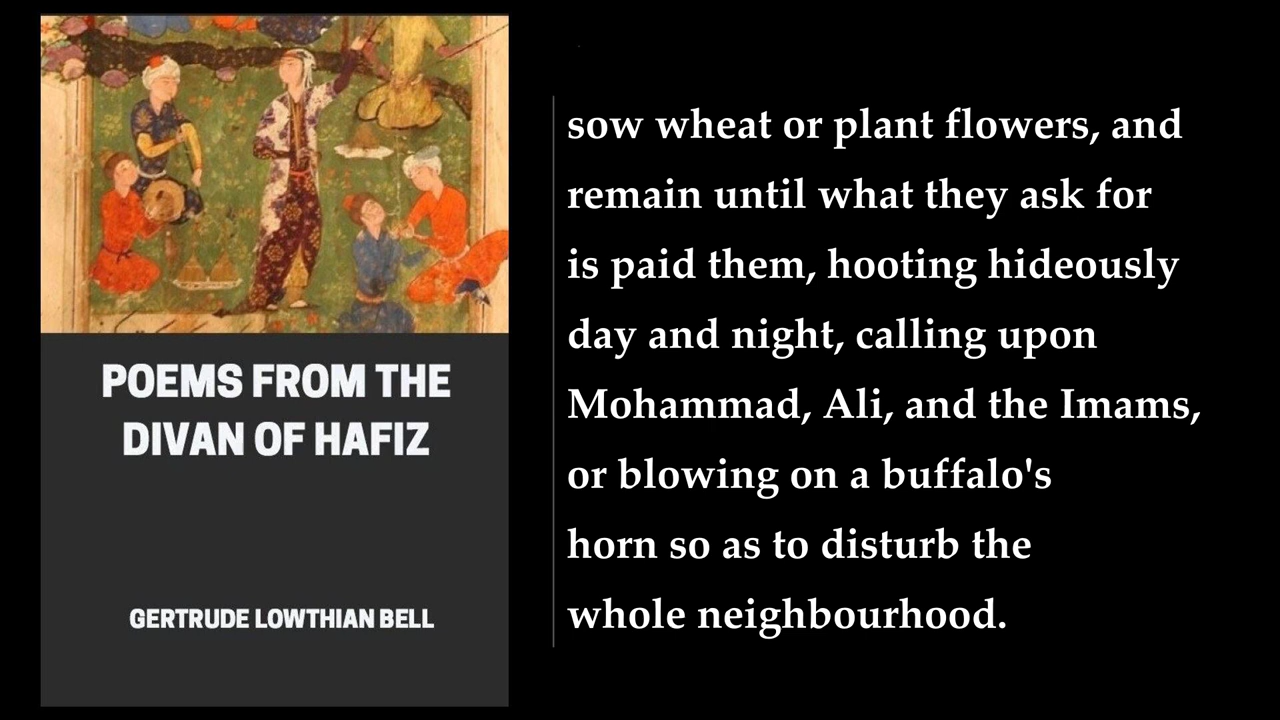 POEMS FROM THE
DIVAN OF HAFIZ
GERTRUDE LOWTHIAN BELL
sow wheat or plant flowers, and
remain until what they ask for
is paid them, hooting hideously
day and night, calling upon
Mohammad, Ali, and the Imams,
or blowing on a buffalo's
horn so as to disturb the
whole neighbourhood.